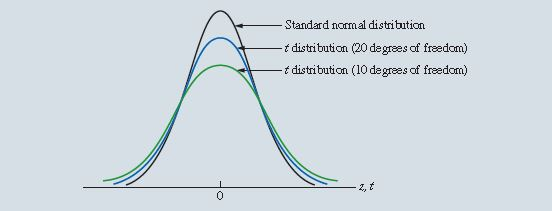 Standard normal distribution
t distribution (20 degrees of freedom)
t distribution (10 degrees of freedom)
z, t
0